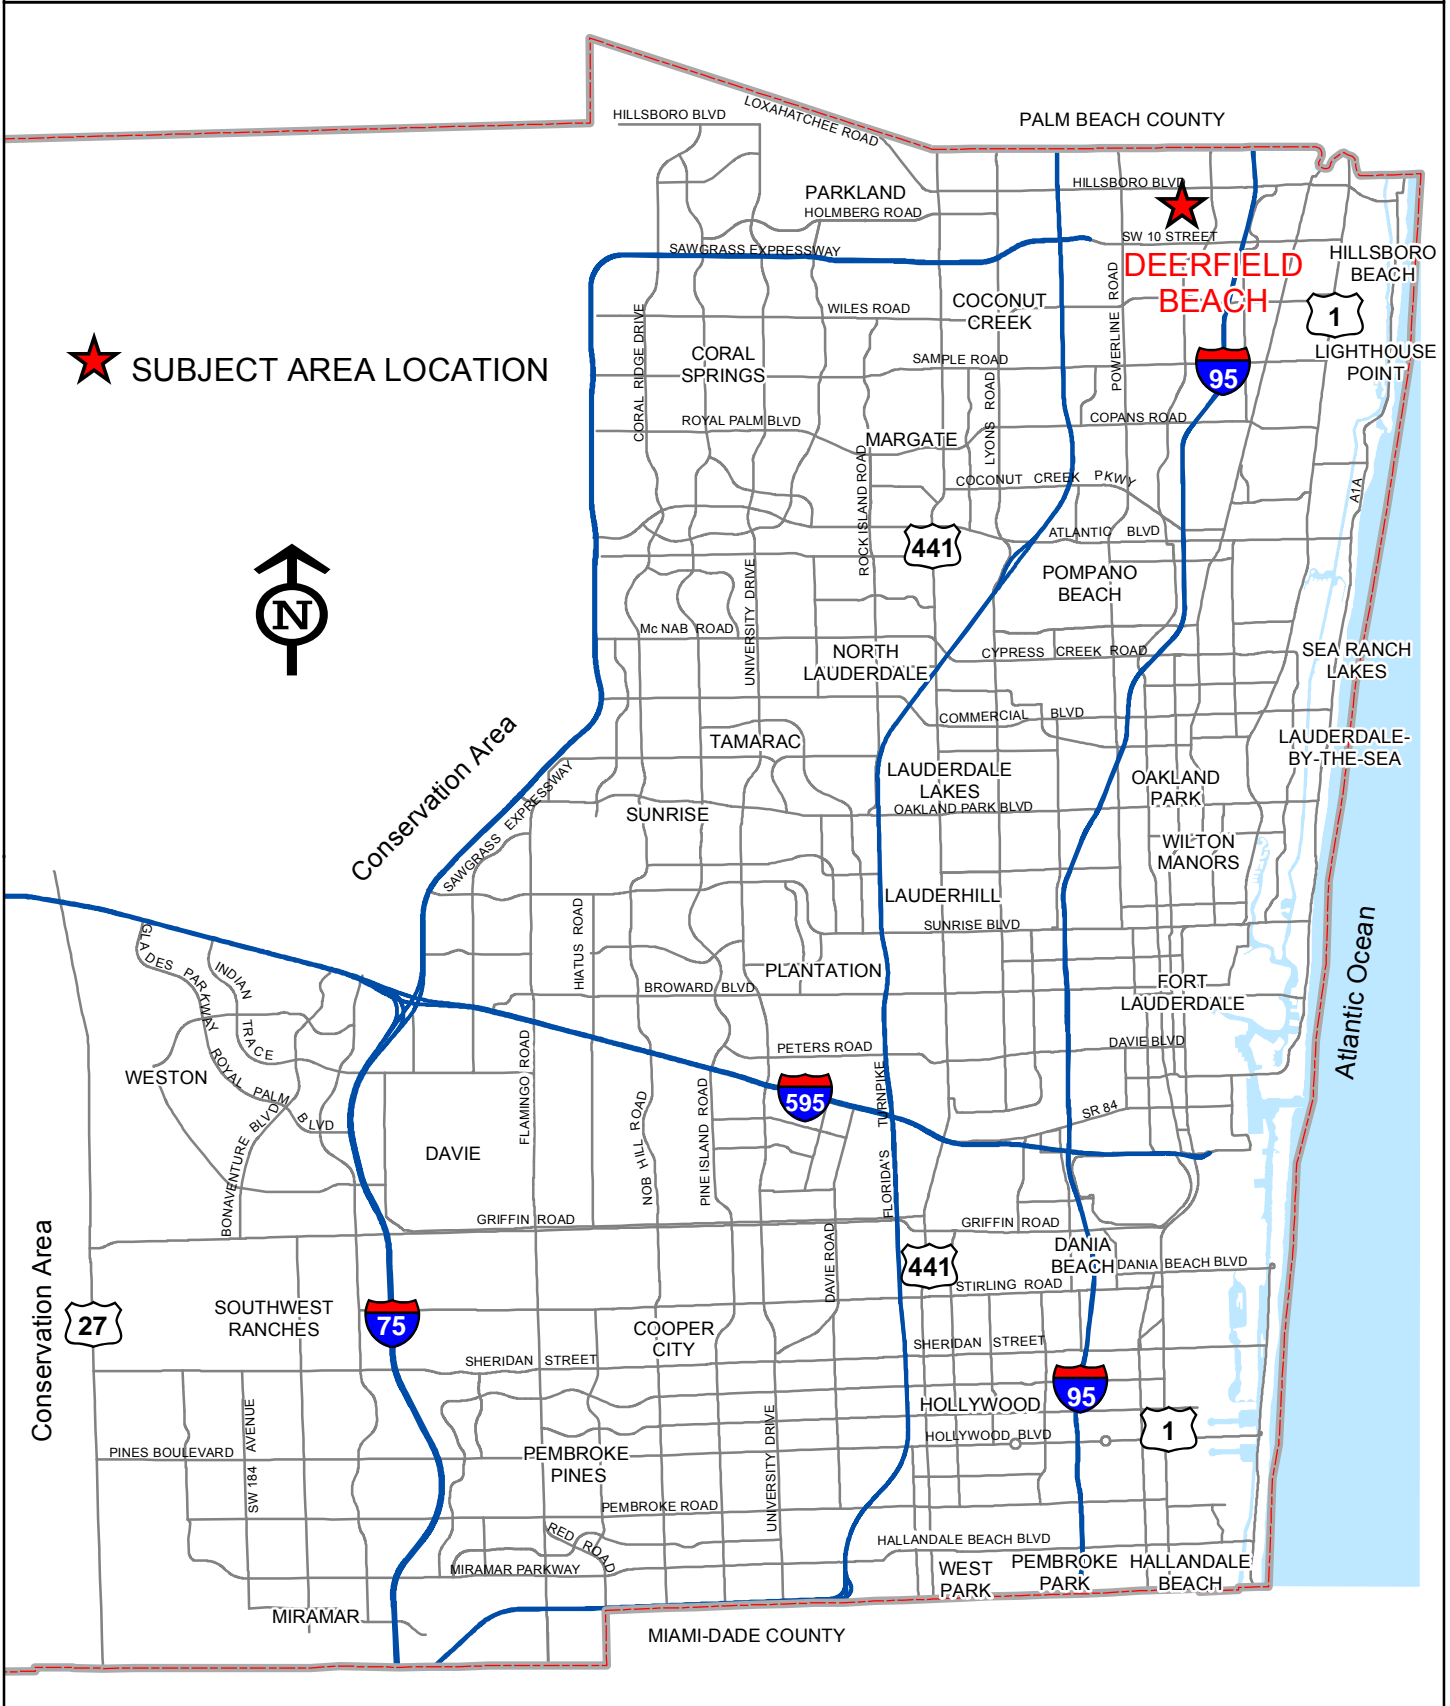 HILLSBORO BLVD
LOXAHATCHEE ROAD
PALM BEACH COUNTY
HILLSBORO BLVD
PARKLAND
HOLMBERG ROAD
SW 10 STREET
SAWGRASS EXPRESSWAY
DEERFIELD
BEACH
HILLSBORO
BEACH
WILES ROAD
COCONUT
CREEK
POWERLINE ROAD
1
CORAL RIDGE DRIVE
CORAL
SPRINGS
SAMPLE ROAD
LIGHTHOUSE
POINT
SUBJECT AREA LOCATION
95
LYONS ROAD
ROYAL PALM BLVD
COPANS ROAD
MARGATE
ROCK ISLAND ROAD
COCONUT CREEK PKWY
A1A
441
ATLANTIC BLVD
N
UNIVERSITY DRIVE
POMPANO
BEACH
Mc NAB ROAD
NORTH
LAUDERDALE
CYPRESS CREEK ROAD
SEA RANCH
LAKES
COMMERCIAL BLVD
Conservation Area
TAMARAC
LAUDERDALE-
BY-THE-SEA
SAWGRASS EXPRESSWAY
LAUDERDALE
LAKES
OAKLAND
PARK
OAKLAND PARK BLVD
SUNRISE
WILTON
MANORS
LAUDERHILL
SUNRISE BLVD
HIATUS ROAD
Atlantic Ocean
GLADES PARKWAY
INDIAN TRACE
PLANTATION
BROWARD BLVD
FORT
LAUDERDALE
FLAMINGO ROAD
PETERS ROAD
DAVIE BLVD
WESTON
ROYAL PALM BLVD
595
FLORIDA'S TURNPIKE
SR 84
BONAVENTURE BLVD
DAVIE
NOB HILL ROAD
PINE ISLAND ROAD
GRIFFIN ROAD
GRIFFIN ROAD
Conservation Area
DAVIE ROAD
441
DANIA
BEACH
DANIA BEACH BLVD
STIRLING ROAD
27
SOUTHWEST
RANCHES
75
COOPER
CITY
SHERIDAN STREET
SHERIDAN STREET
95
HOLLYWOOD
1
HOLLYWOOD BLVD
SW 184 AVENUE
PINES BOULEVARD
PEMBROKE
PINES
UNIVERSITY DRIVE
PEMBROKE ROAD
RED ROAD
HALLANDALE BEACH BLVD
MIRAMAR PARKWAY
WEST
PARK
PEMBROKE
PARK
HALLANDALE
BEACH
MIRAMAR
MIAMI-DADE COUNTY